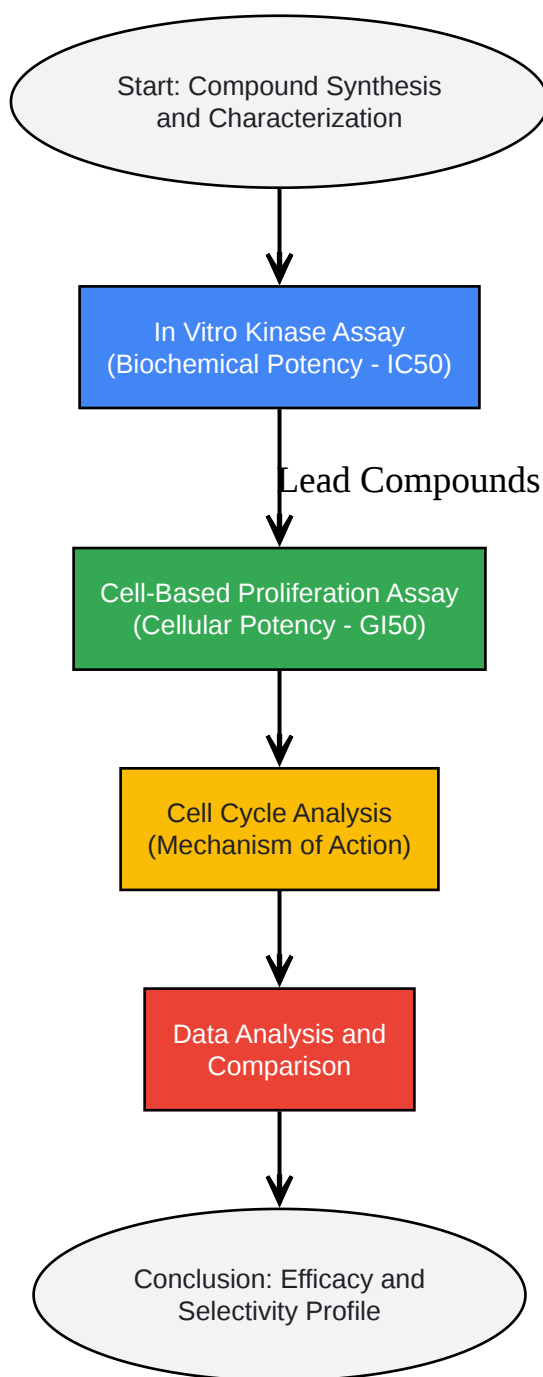 Start: Compound Synthesis
and Characterization
In Vitro Kinase Assay
(Biochemical Potency - IC50)
Lead Compounds
Cell-Based Proliferation Assay
(Cellular Potency - GI50)
Cell Cycle Analysis
(Mechanism of Action)
Data Analysis and
Comparison
Conclusion: Efficacy and
Selectivity Profile